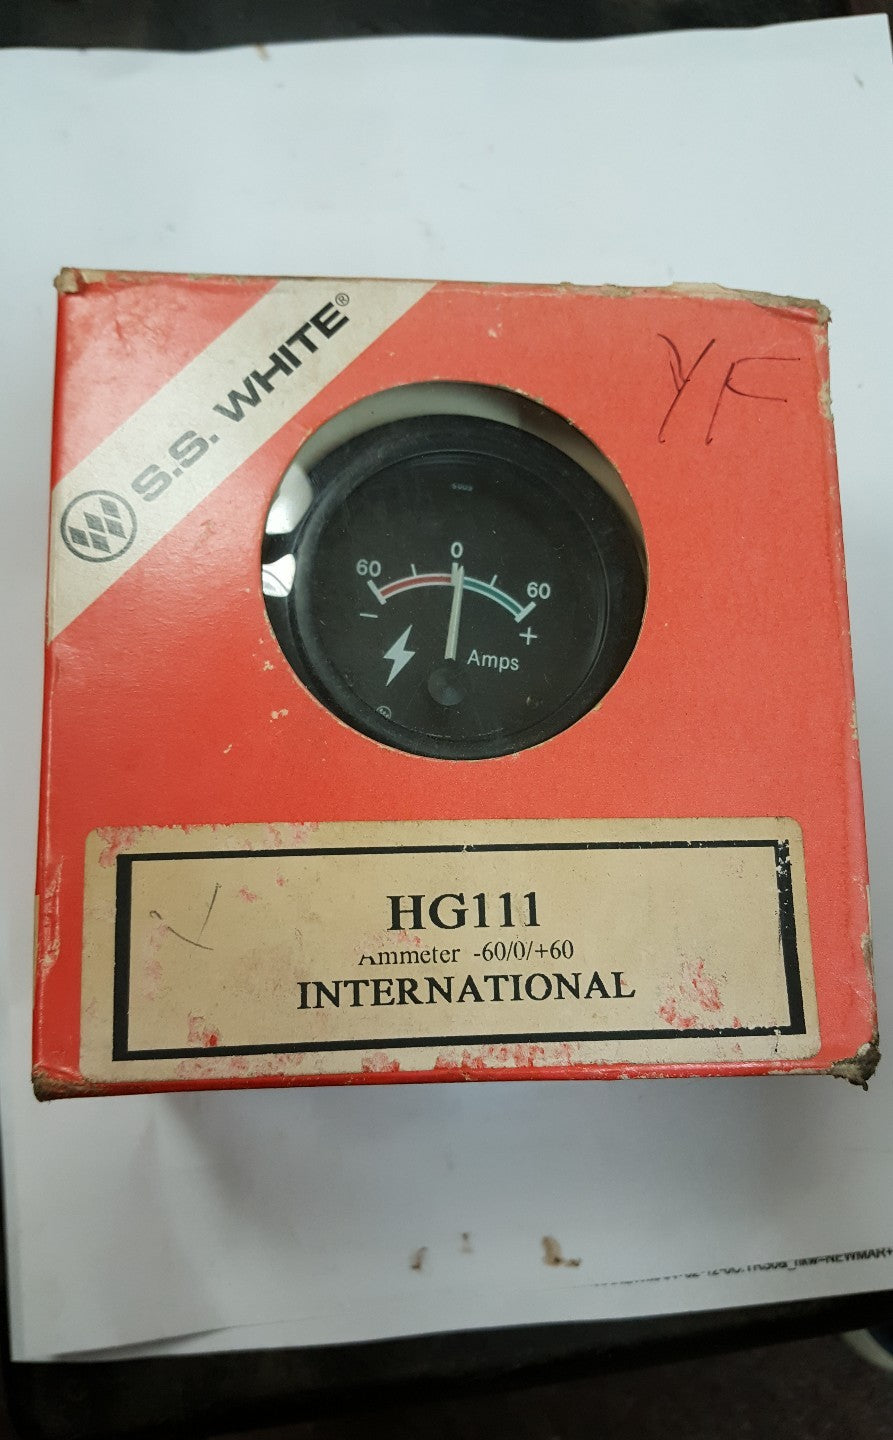 S.S. WHITE®
YF
0
60
60
−
+
Amps
HG111
Ammeter -60/0/+60
INTERNATIONAL